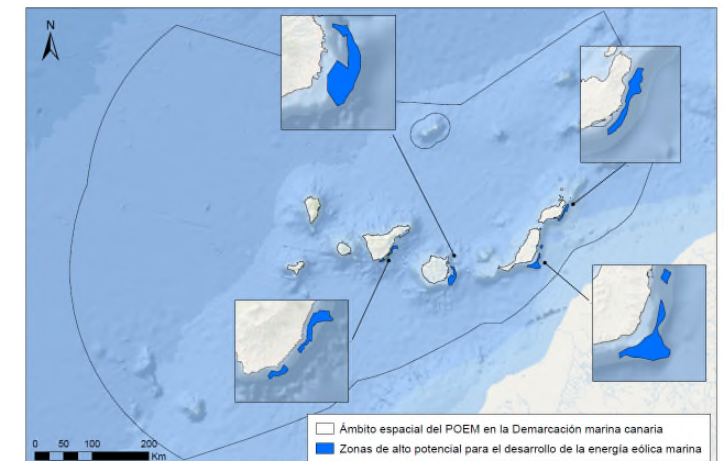 N
0 50 100 200
Km
Ámbito espacial del POEM en la Demarcación marina canaria
Zonas de alto potencial para el desarrollo de la energía eólica marina